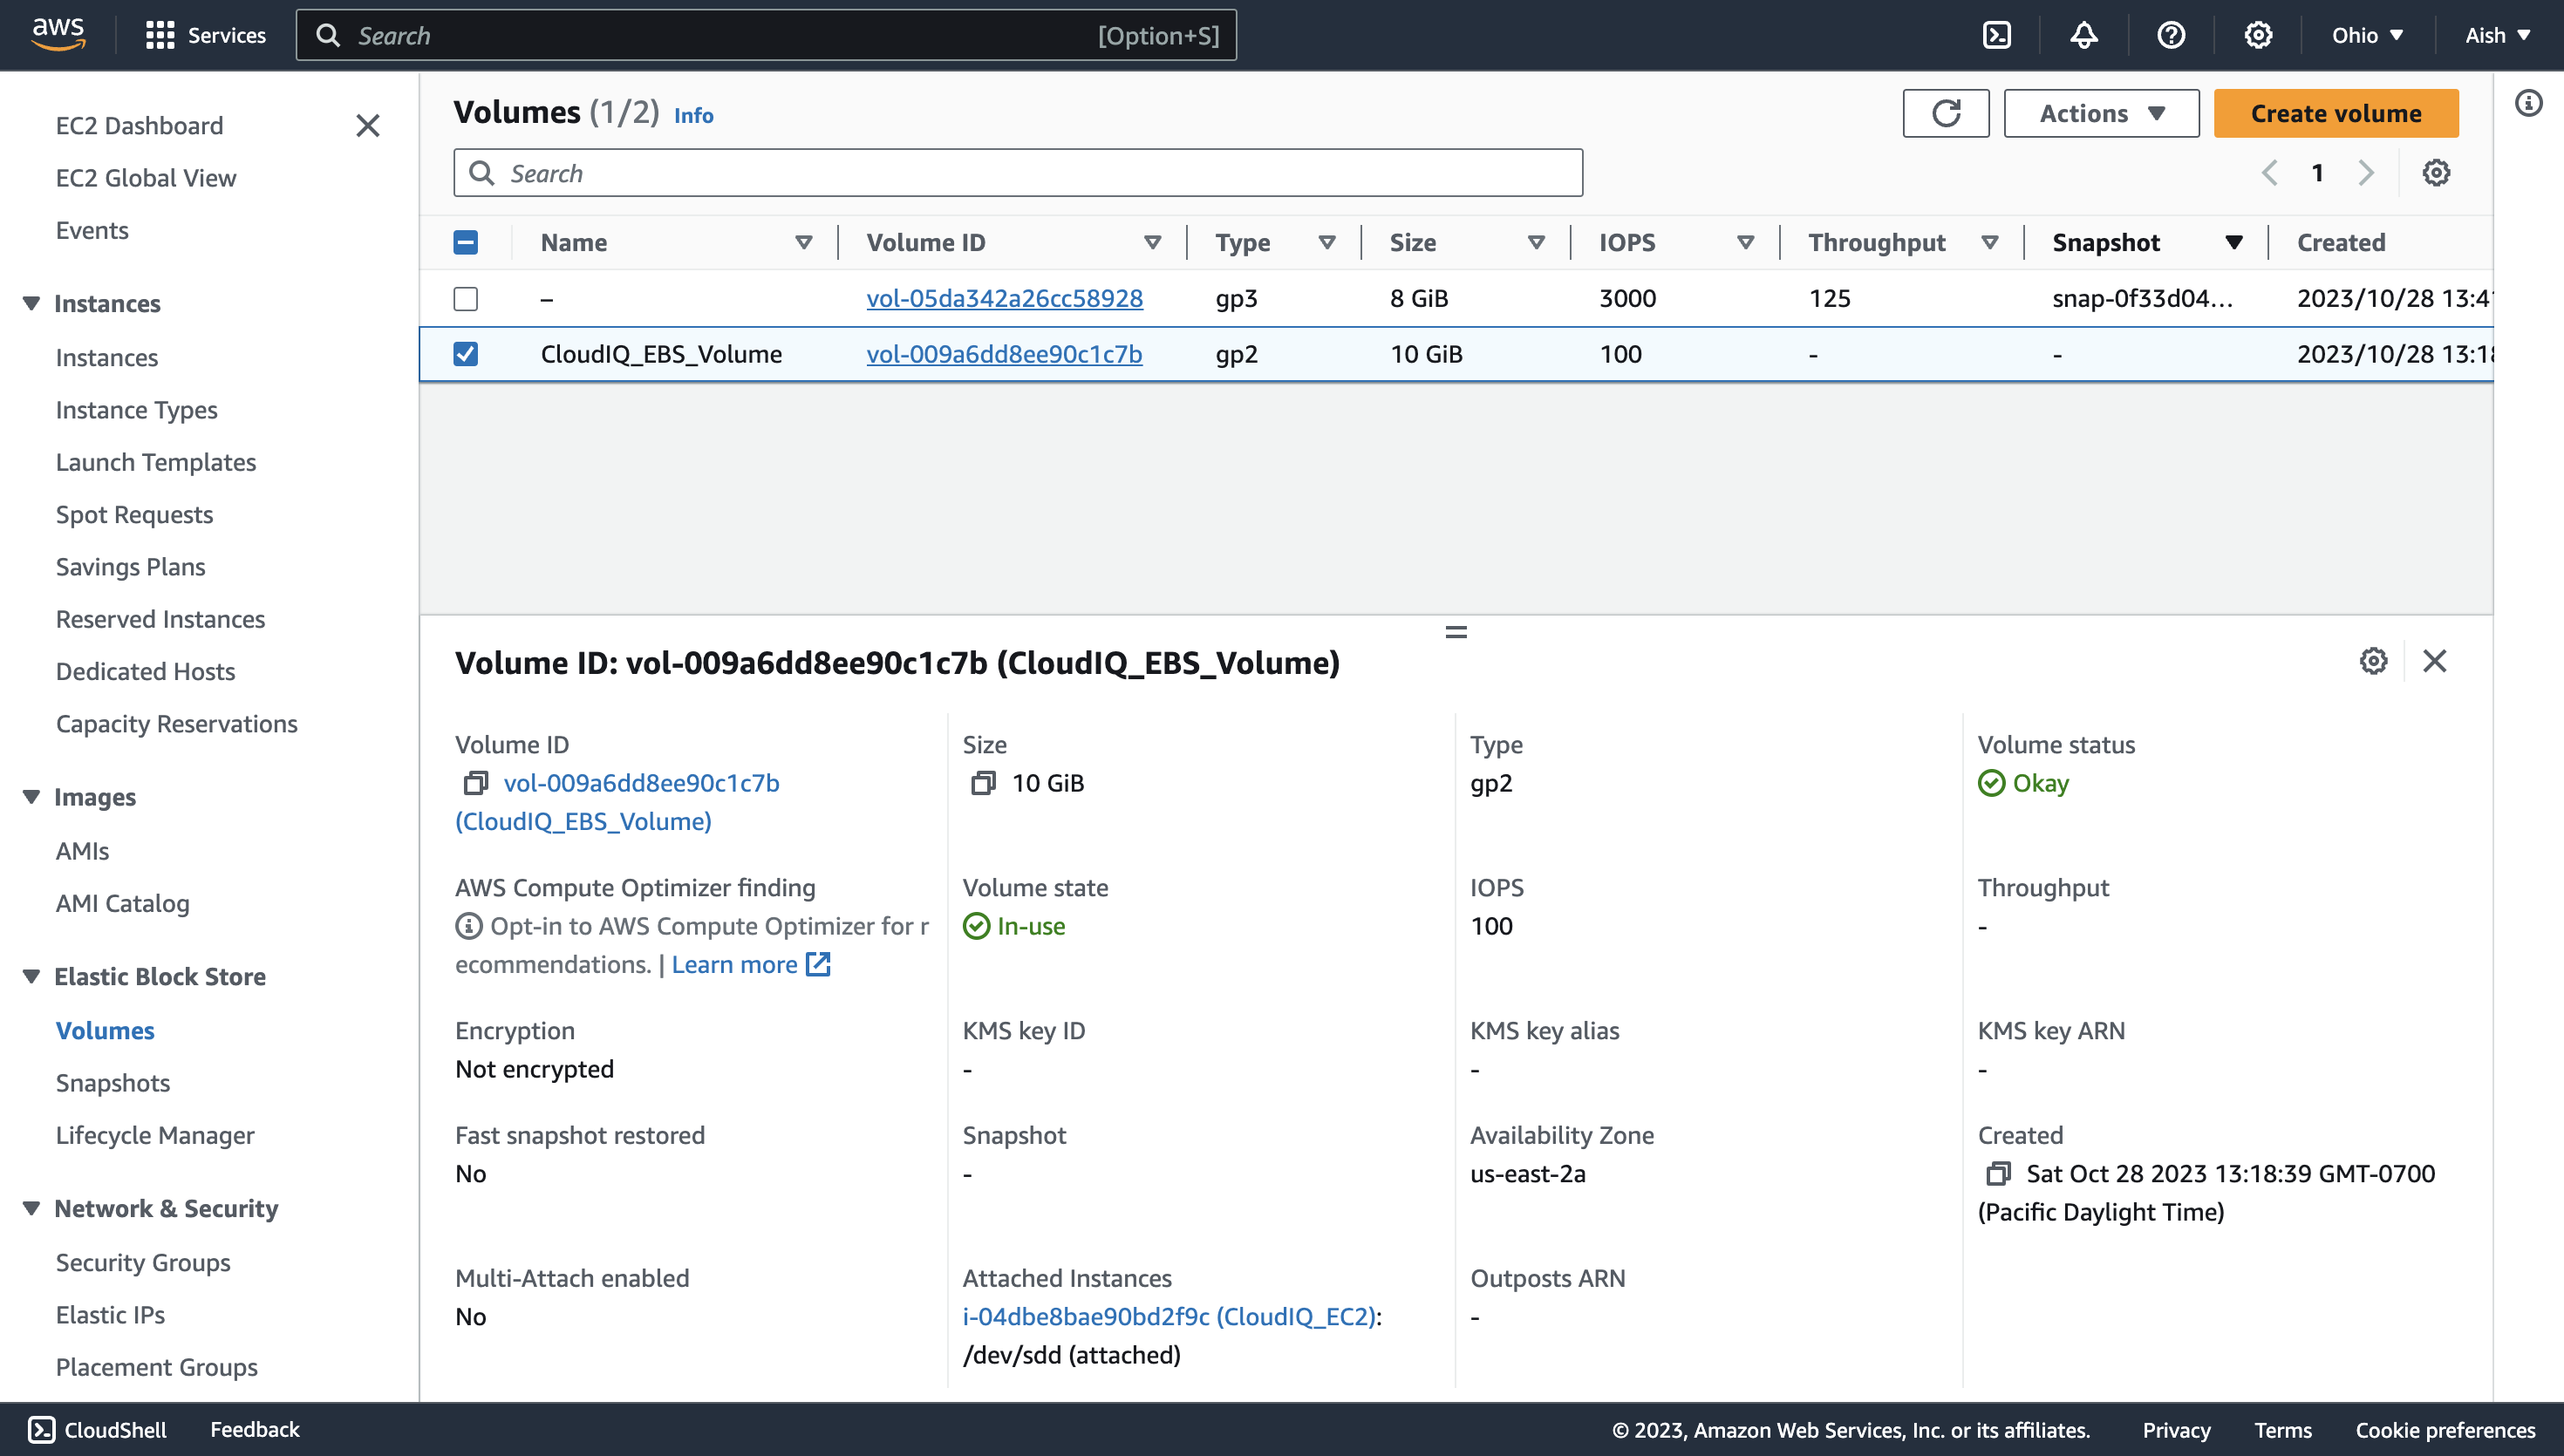 aws
Services
Search
[Option+S]
Ohio
Aish
EC2 Dashboard
EC2 Global View
Events
Instances
Instances
Instance Types
Launch Templates
Spot Requests
Savings Plans
Reserved Instances
Dedicated Hosts
Capacity Reservations
Images
AMIs
AMI Catalog
Elastic Block Store
Volumes
Snapshots
Lifecycle Manager
Network & Security
Security Groups
Elastic IPs
Placement Groups
Volumes (1/2) Info
Actions
Create volume
Search
1
Name Volume ID Type Size IOPS Throughput Snapshot Created
– vol-05da342a26cc58928 gp3 8 GiB 3000 125 snap-0f33d04... 2023/10/28 13:4
CloudIQ_EBS_Volume vol-009a6dd8ee90c1c7b gp2 10 GiB 100 - - 2023/10/28 13:18
Volume ID: vol-009a6dd8ee90c1c7b (CloudIQ_EBS_Volume)
Volume ID
vol-009a6dd8ee90c1c7b
(CloudIQ_EBS_Volume)
Size
10 GiB
Type
gp2
Volume status
Okay
AWS Compute Optimizer finding
Opt-in to AWS Compute Optimizer for r
ecommendations. | Learn more
Volume state
In-use
IOPS
100
Throughput
-
Encryption
Not encrypted
KMS key ID
-
KMS key alias
-
KMS key ARN
-
Fast snapshot restored
No
Snapshot
-
Availability Zone
us-east-2a
Created
Sat Oct 28 2023 13:18:39 GMT-0700
(Pacific Daylight Time)
Multi-Attach enabled
No
Attached Instances
i-04dbe8bae90bd2f9c (CloudIQ_EC2):
/dev/sdd (attached)
Outposts ARN
-
CloudShell
Feedback
© 2023, Amazon Web Services, Inc. or its affiliates.
Privacy
Terms
Cookie preferences